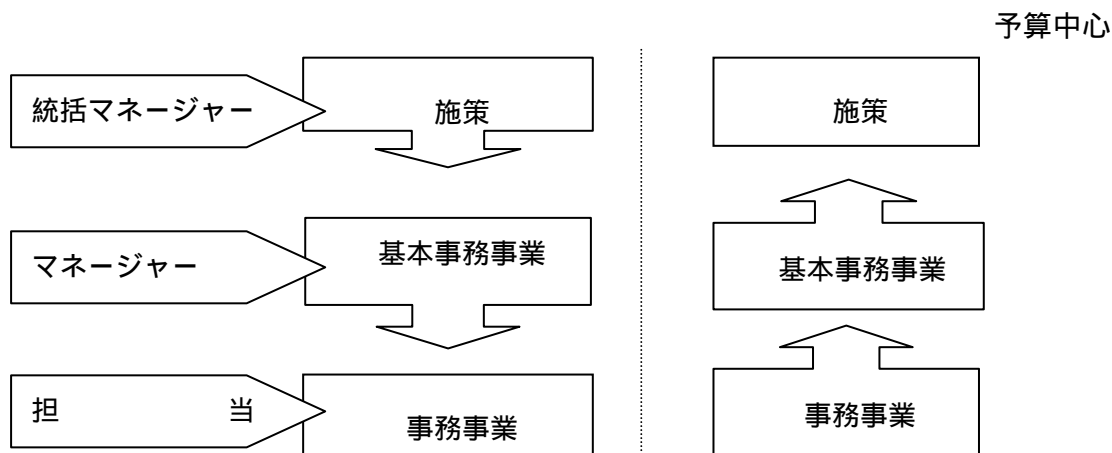 予算中心
統括マネージャー 施策 施策
マネージャー 基本事務事業 基本事務事業
担 当 事務事業 事務事業